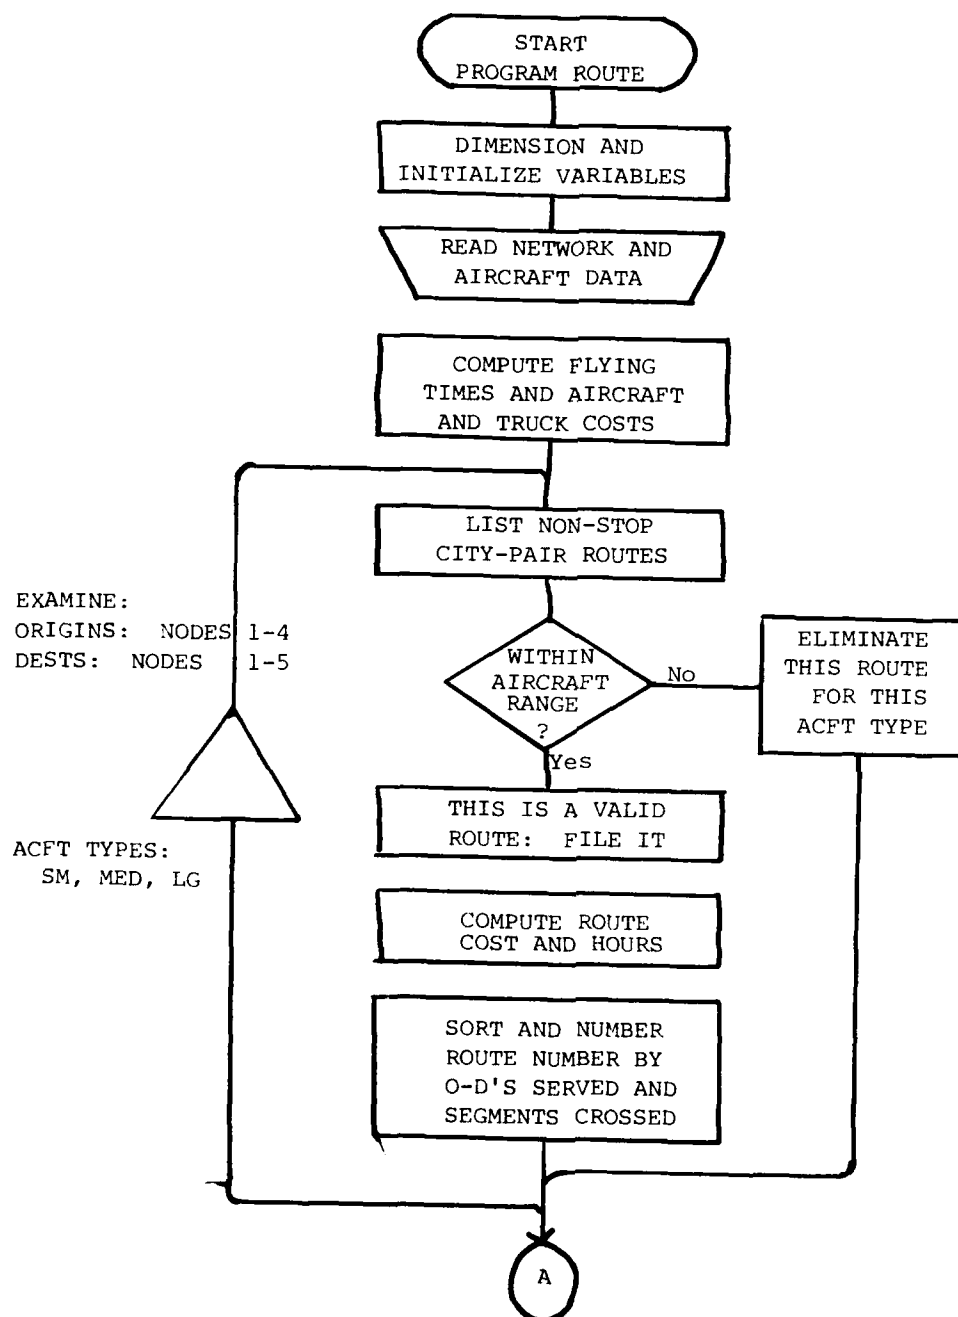 START
PROGRAM ROUTE
DIMENSION AND
INITIALIZE VARIABLES
READ NETWORK AND
AIRCRAFT DATA
COMPUTE FLYING
TIMES AND AIRCRAFT
AND TRUCK COSTS
LIST NON-STOP
CITY-PAIR ROUTES
EXAMINE:
ORIGINS: NODES 1-4
DESTS: NODES 1-5
WITHIN
AIRCRAFT
RANGE
?
No
Yes
ELIMINATE
THIS ROUTE
FOR THIS
ACFT TYPE
THIS IS A VALID
ROUTE: FILE IT
ACFT TYPES:
SM, MED, LG
COMPUTE ROUTE
COST AND HOURS
SORT AND NUMBER
ROUTE NUMBER BY
O-D'S SERVED AND
SEGMENTS CROSSED
A